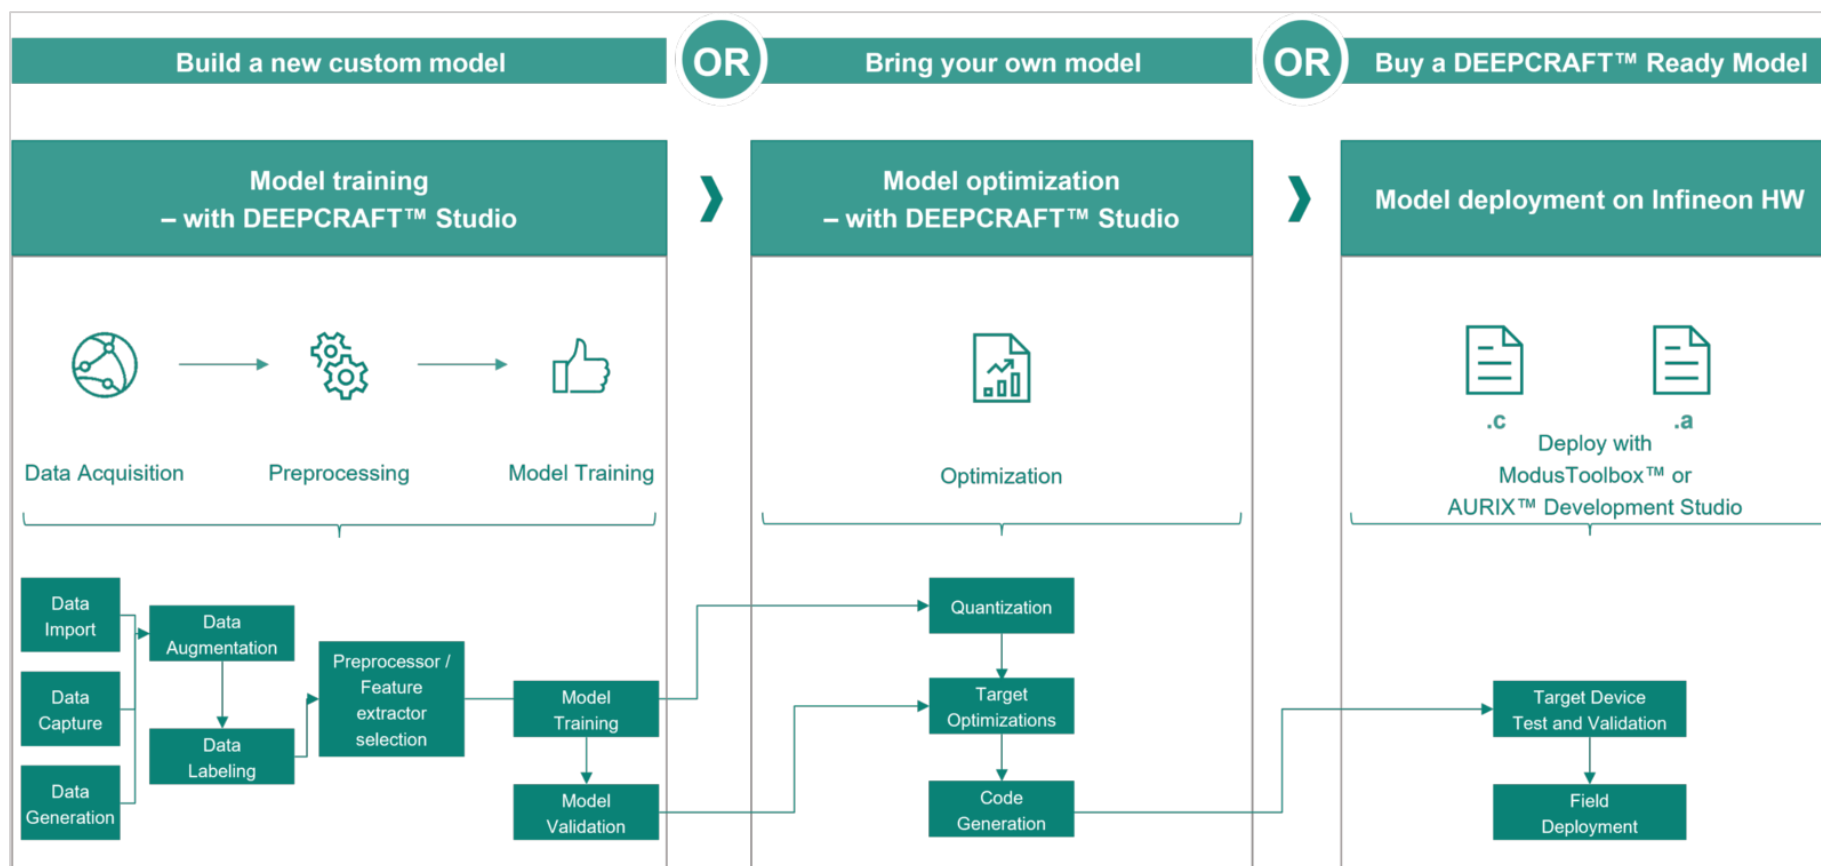 Build a new custom model
OR
Bring your own model
OR
Buy a DEEPCRAFT™ Ready Model
Model training
– with DEEPCRAFT™ Studio
Model optimization
– with DEEPCRAFT™ Studio
Model deployment on Infineon HW
Data Acquisition
Preprocessing
Model Training
Optimization
.c
.a
Deploy with
ModusToolbox™ or
AURIX™ Development Studio
Data
Import
Data
Capture
Data
Generation
Data
Augmentation
Data
Labeling
Preprocessor /
Feature
extractor
selection
Model
Training
Model
Validation
Quantization
Target
Optimizations
Code
Generation
Target Device
Test and Validation
Field
Deployment